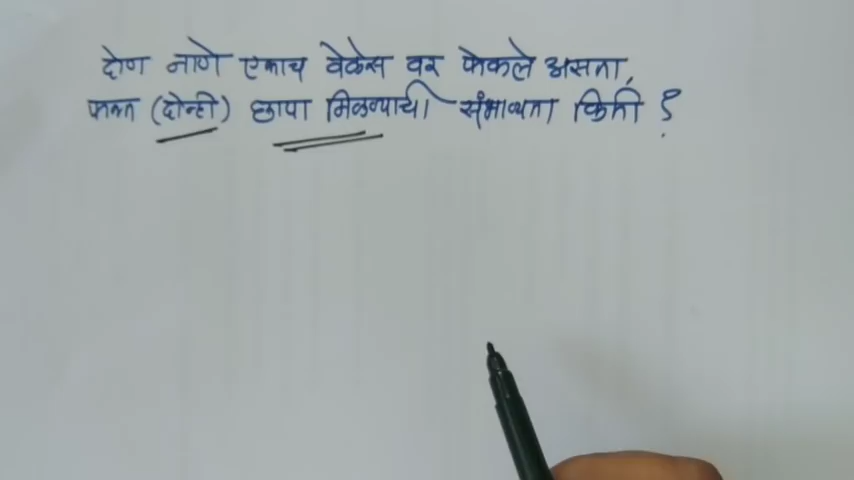 दोण नाणे एकाच वेळेस वर फेकले असता,
फक्त (दोन्ही) छापा मिळण्याची संभाव्यता किती ?